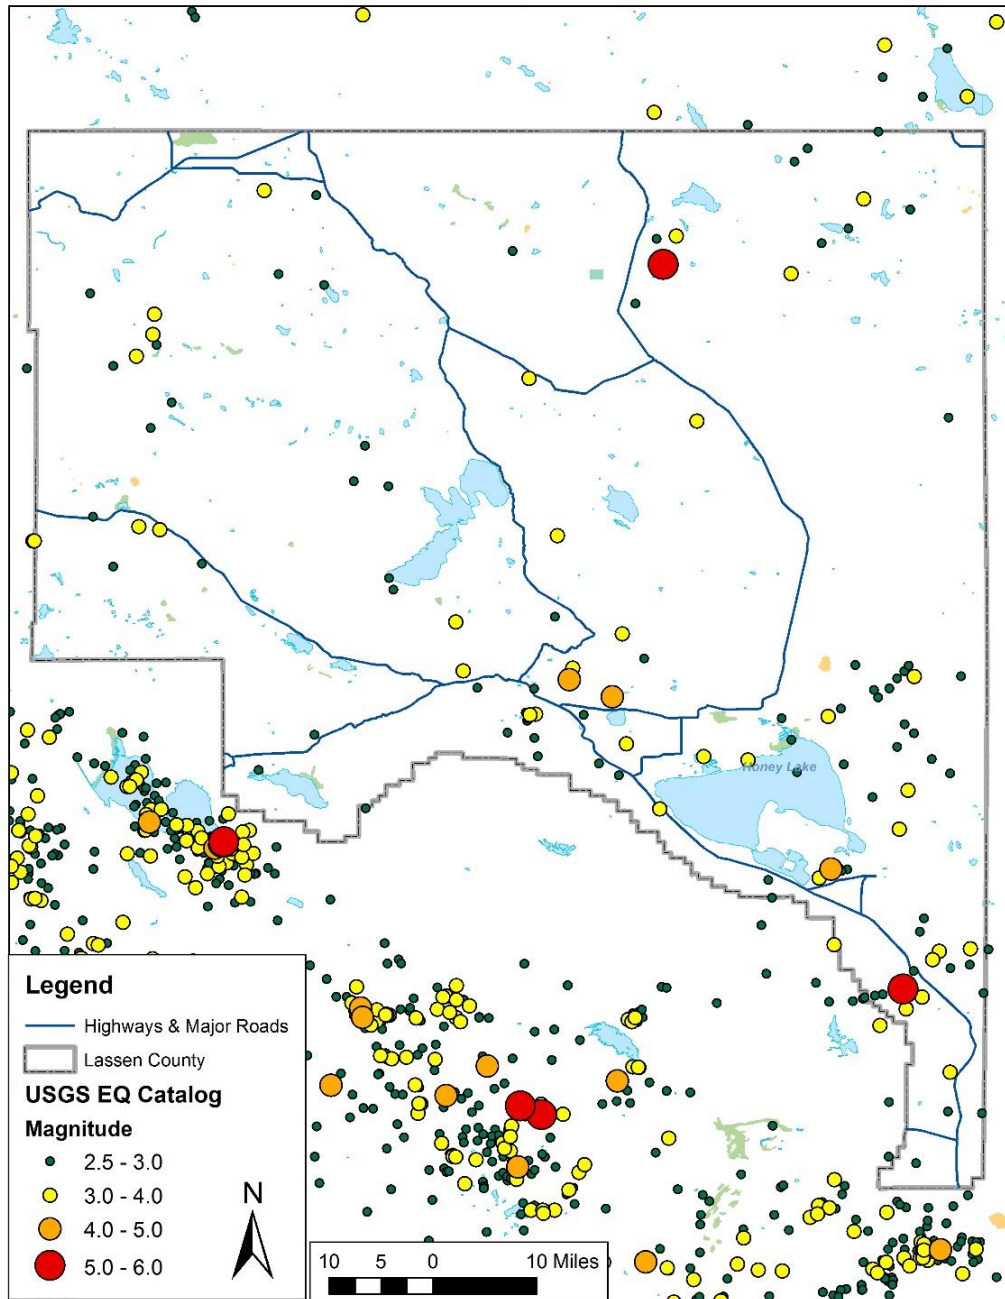 Honey Lake
Legend
Highways & Major Roads
Lassen County
USGS EQ Catalog
Magnitude
2.5 - 3.0
3.0 - 4.0
4.0 - 5.0
5.0 - 6.0
N
10 5 0 10 Miles